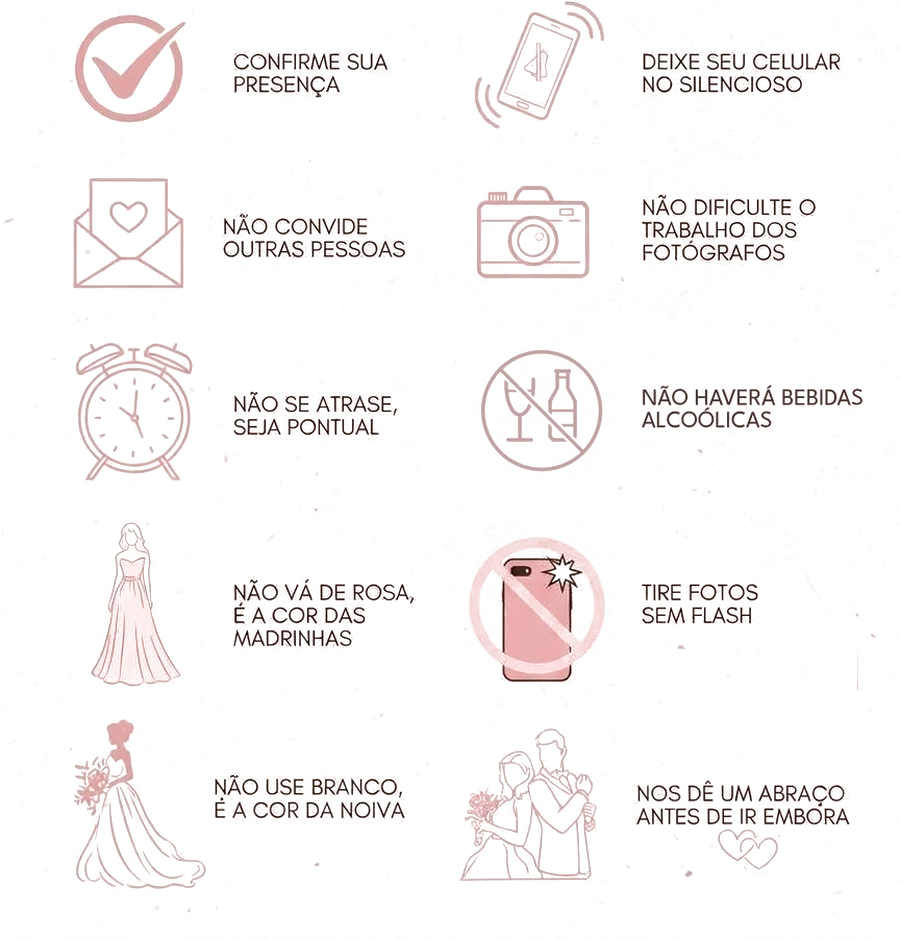 CONFIRME SUA
PRESENÇA
DEIXE SEU CELULAR
NO SILENCIOSO
NÃO CONVIDE
OUTRAS PESSOAS
NÃO DIFICULTE O
TRABALHO DOS
FOTÓGRAFOS
NÃO SE ATRASE,
SEJA PONTUAL
NÃO HAVERÁ BEBIDAS
ALCOÓLICAS
NÃO VÁ DE ROSA,
É A COR DAS
MADRINHAS
TIRE FOTOS
SEM FLASH
NÃO USE BRANCO,
É A COR DA NOIVA
NOS DÊ UM ABRAÇO
ANTES DE IR EMBORA